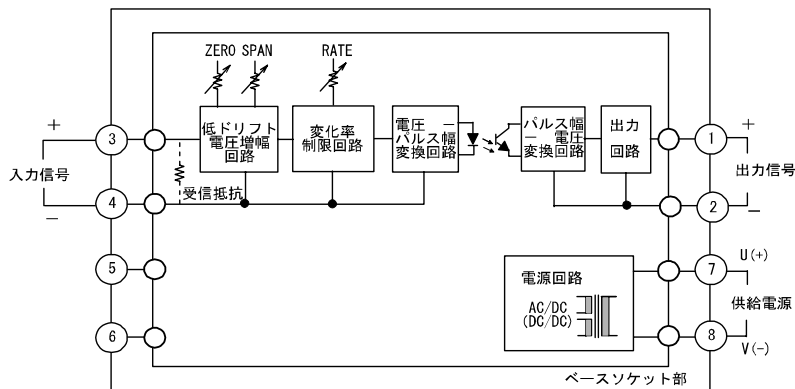 ZERO SPAN
RATE
低ドリフト
電圧増幅
回路
変化率
制限回路
電圧 ―
パルス幅
変換回路
パルス幅
― 電圧
変換回路
出力
回路
+
3
入力信号
4
―
受信抵抗
5
6
+
1
出力信号
2
―
電源回路
AC/DC
(DC/DC)
U(+)
7
供給電源
8
V(-)
ベースソケット部